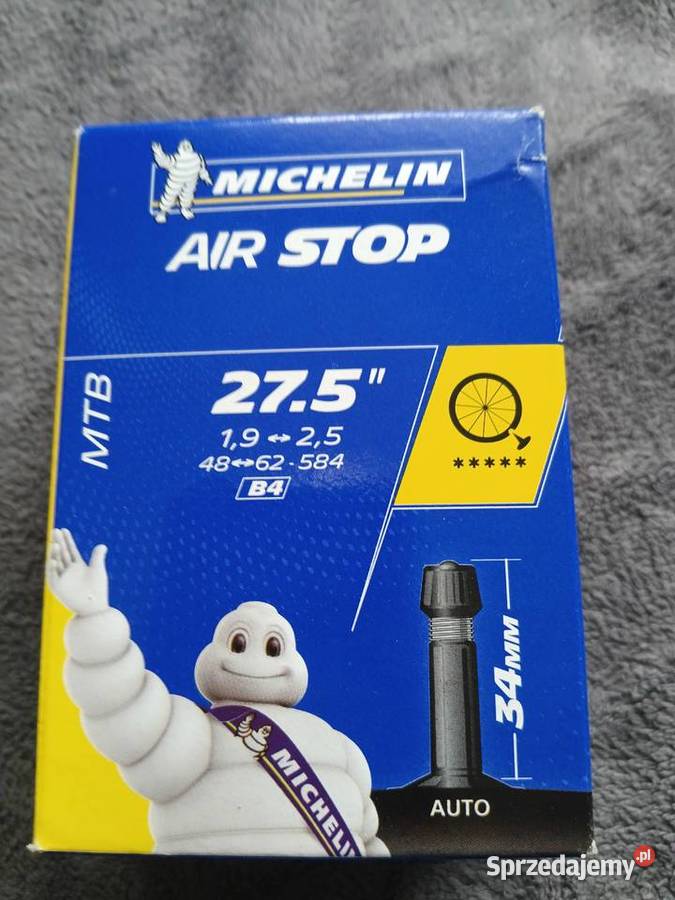 MICHELIN
AIR STOP
MTB
27.5"
1,9 ↔ 2,5
48↔62-584
B4
*****
34MM
MICHELIN
AUTO
Sprzedajemy.pl